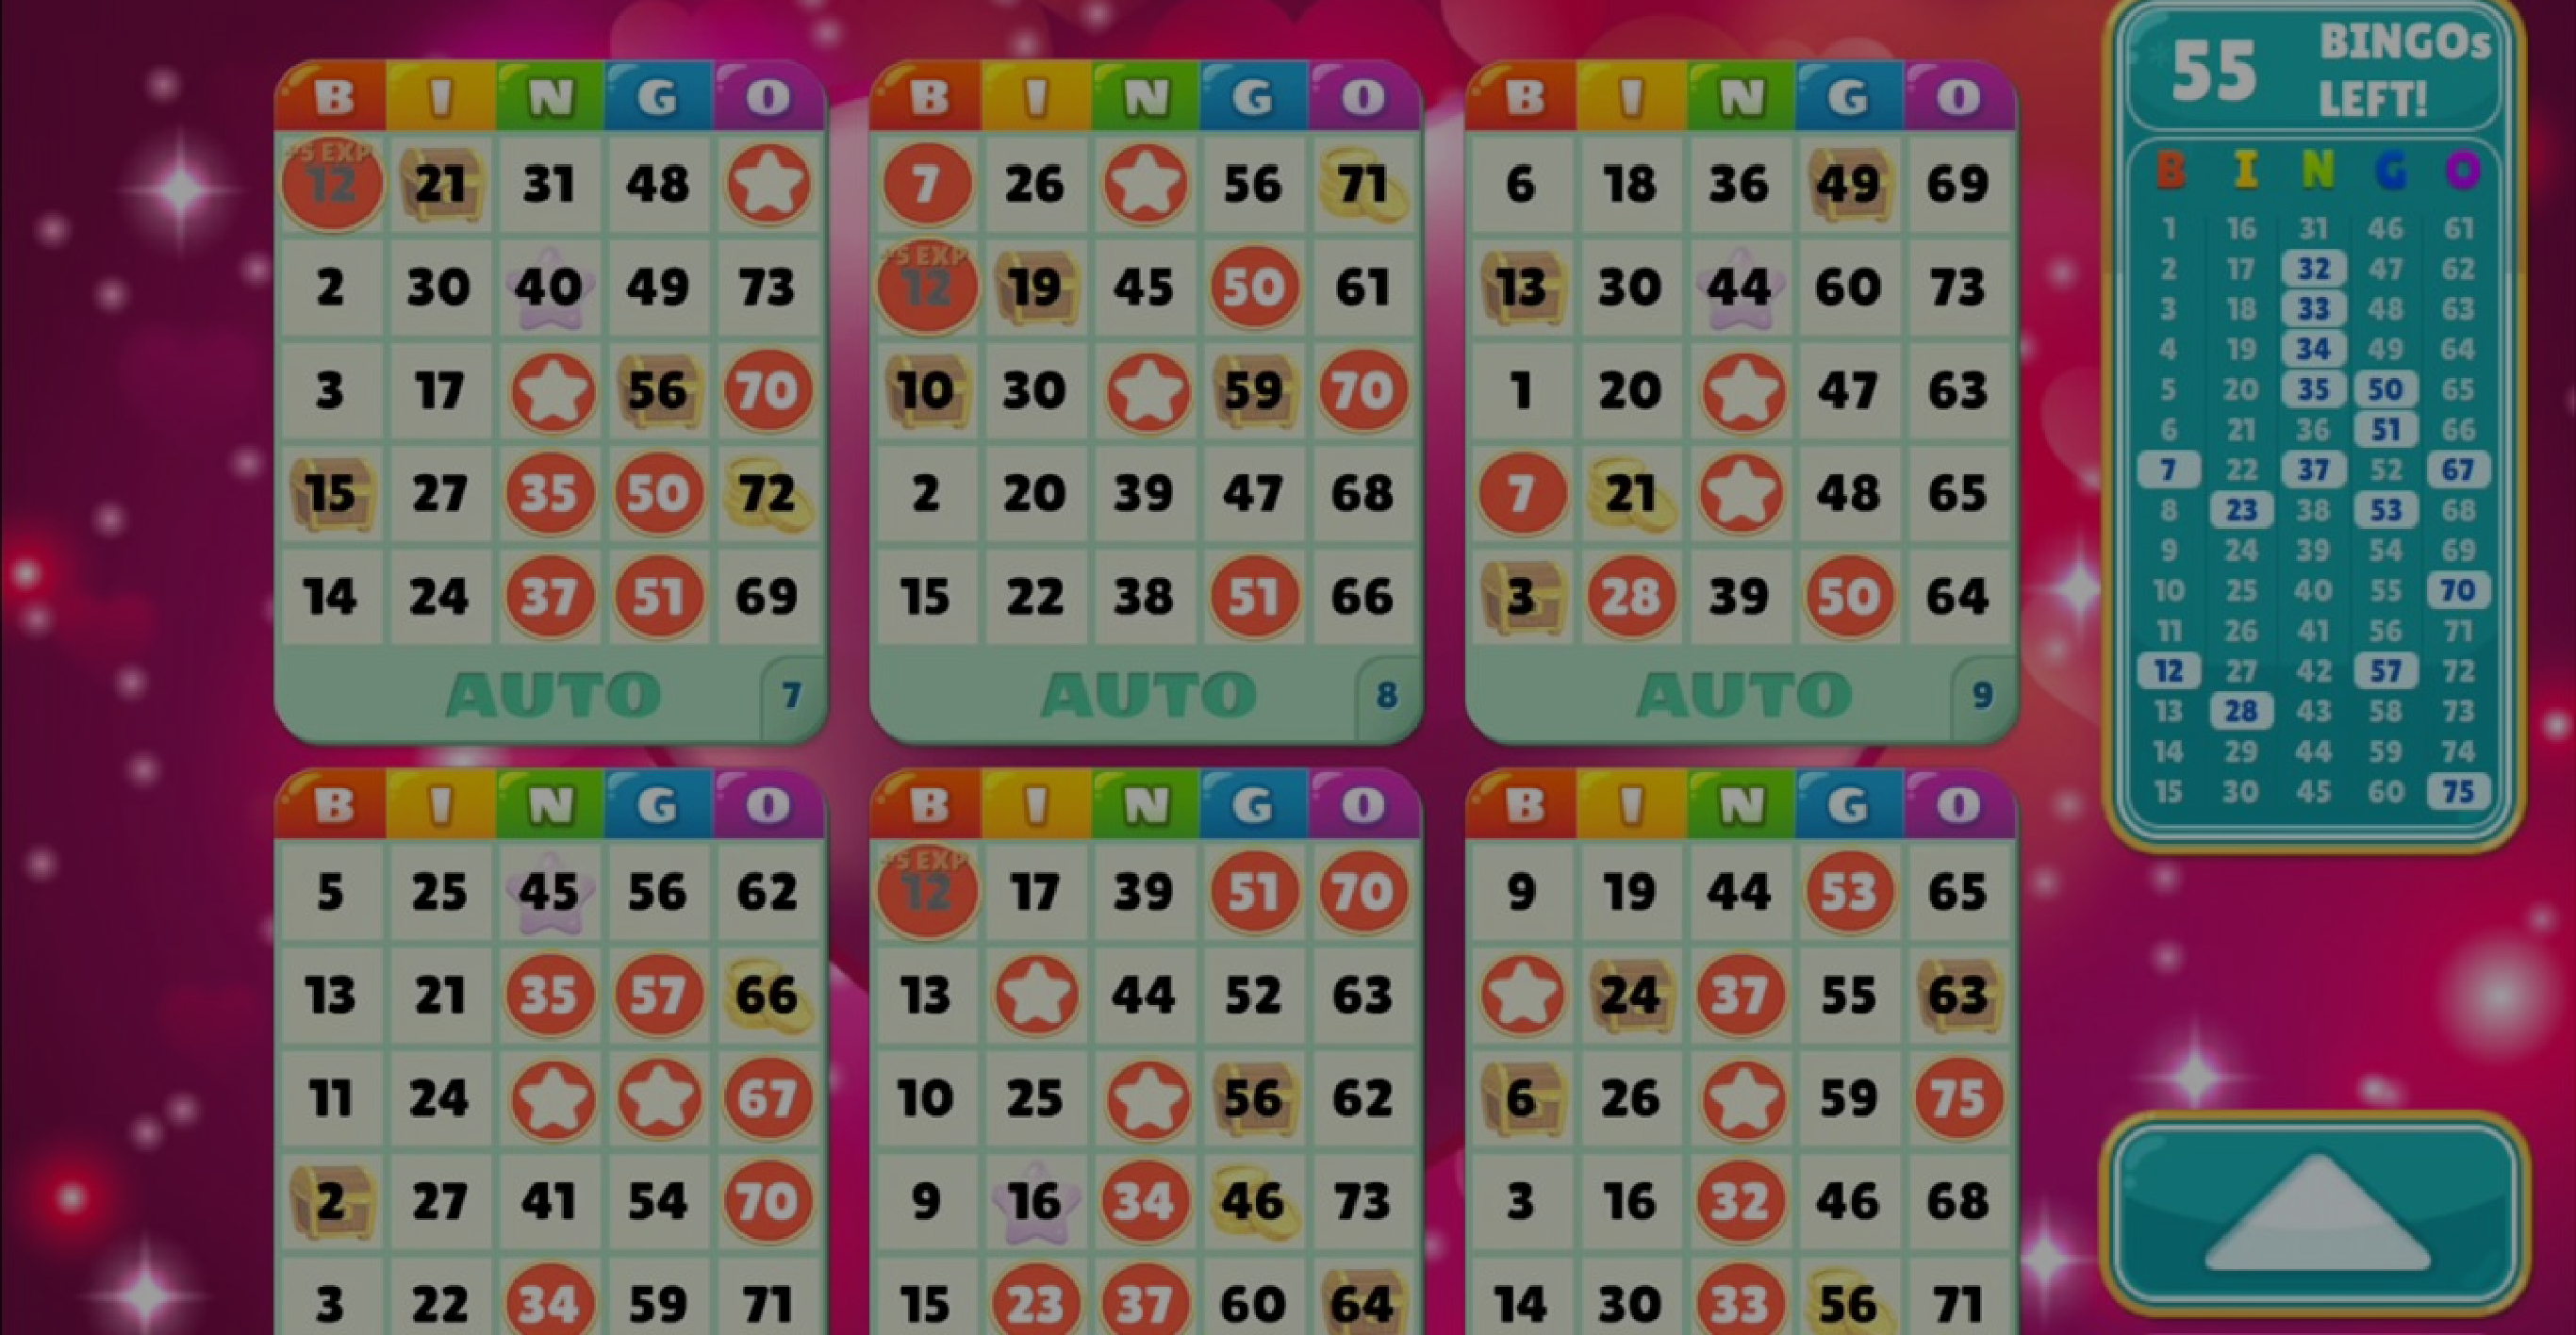 B I N G O
+5 EXP
12 21 31 48
2 30 40 49 73
3 17 56 70
15 27 35 50 72
14 24 37 51 69
AUTO 7
B I N G O
7 26 56 71
+5 EXP
12 19 45 50 61
10 30 59 70
2 20 39 47 68
15 22 38 51 66
AUTO 8
B I N G O
6 18 36 49 69
13 30 44 60 73
1 20 47 63
7 21 48 65
3 28 39 50 64
AUTO 9
B I N G O
5 25 45 56 62
13 21 35 57 66
11 24 67
2 27 41 54 70
3 22 34 59 71
B I N G O
+5 EXP
12 17 39 51 70
13 44 52 63
10 25 56 62
9 16 34 46 73
15 23 37 60 64
B I N G O
9 19 44 53 65
24 37 55 63
6 26 59 75
3 16 32 46 68
14 30 33 56 71
55 BINGOs
LEFT!
B I N G O
1 16 31 46 61
2 17 32 47 62
3 18 33 48 63
4 19 34 49 64
5 20 35 50 65
6 21 36 51 66
7 22 37 52 67
8 23 38 53 68
9 24 39 54 69
10 25 40 55 70
11 26 41 56 71
12 27 42 57 72
13 28 43 58 73
14 29 44 59 74
15 30 45 60 75